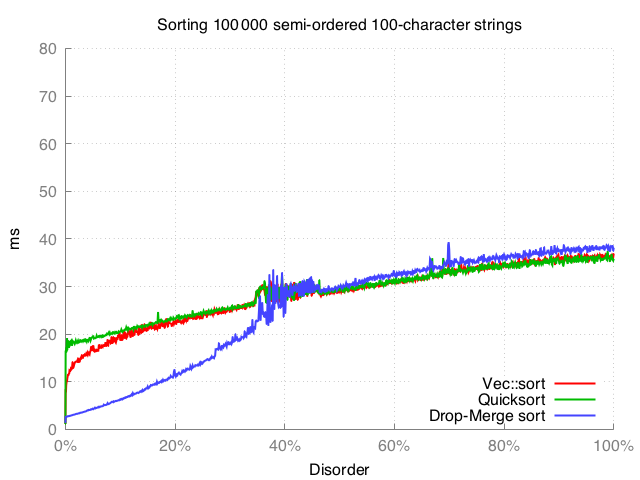 Sorting 100 000 semi-ordered 100-character strings
80
70
60
50
40
30
20
10
0
ms
Vec::sort
Quicksort
Drop-Merge sort
0% 20% 40% 60% 80% 100%
Disorder